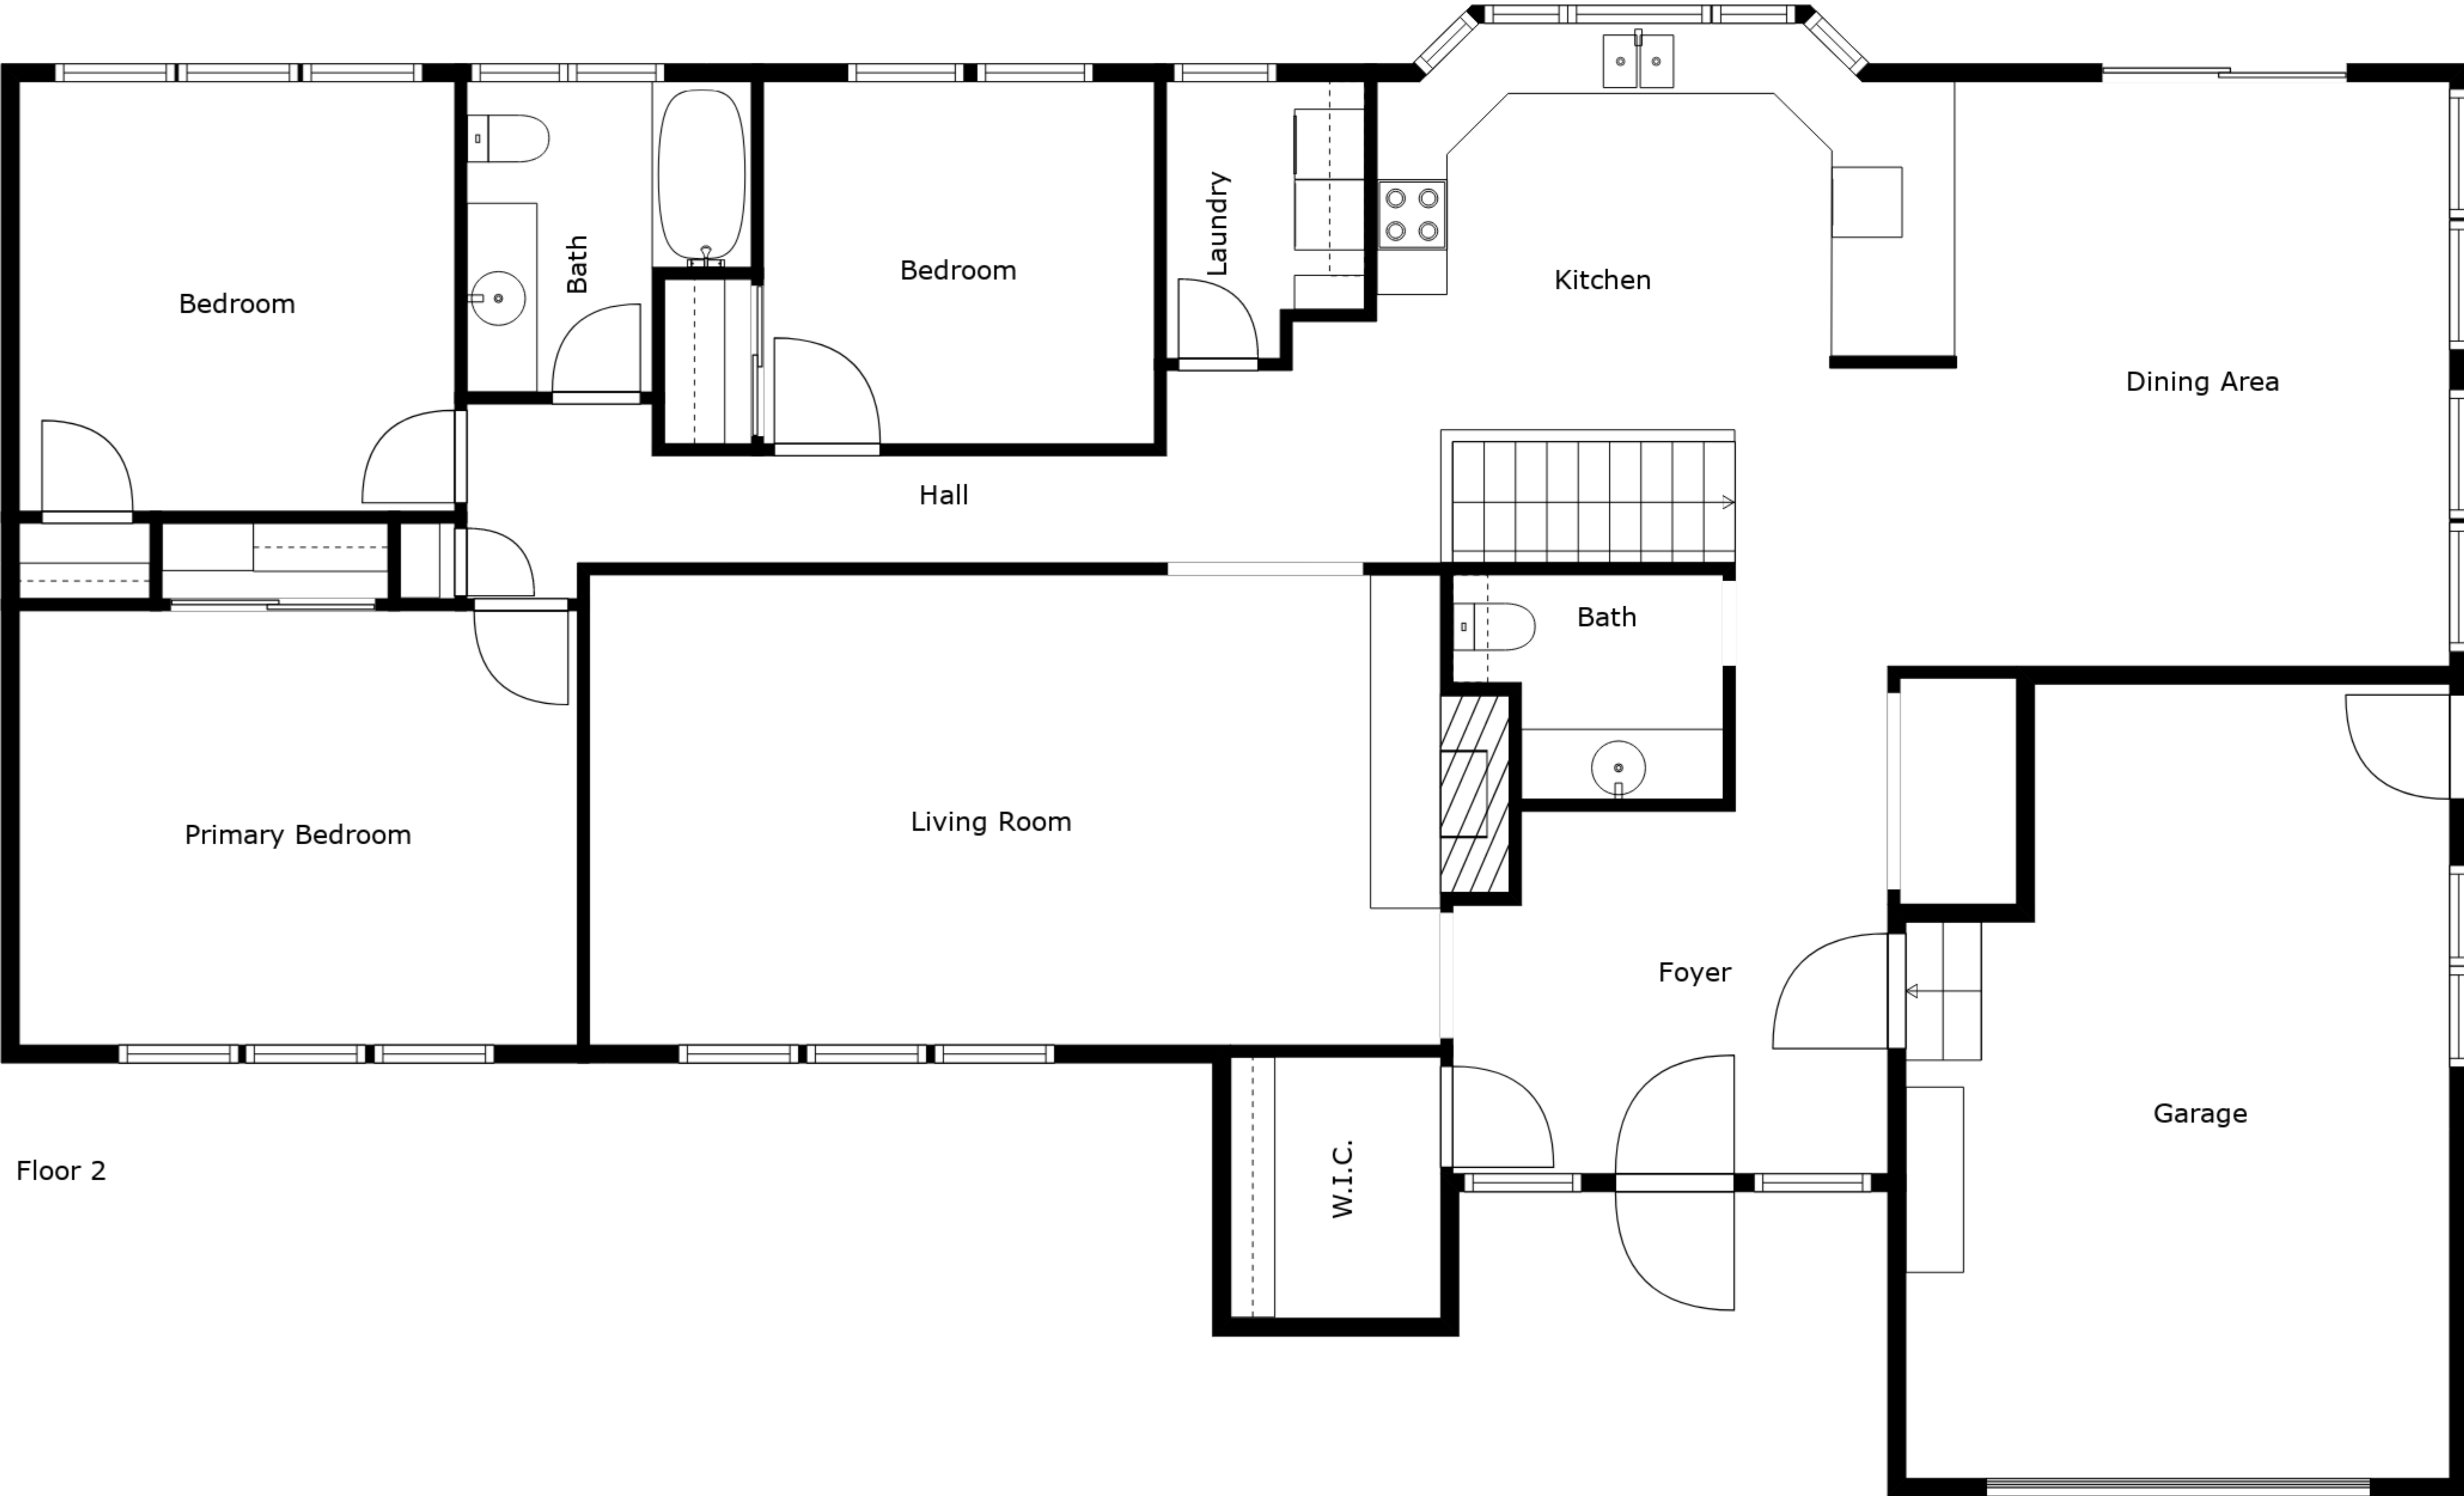 Bedroom
Bath
Bedroom
Laundry
Kitchen
Dining Area
Hall
Bath
Primary Bedroom
Living Room
Foyer
Garage
W.I.C.
Floor 2